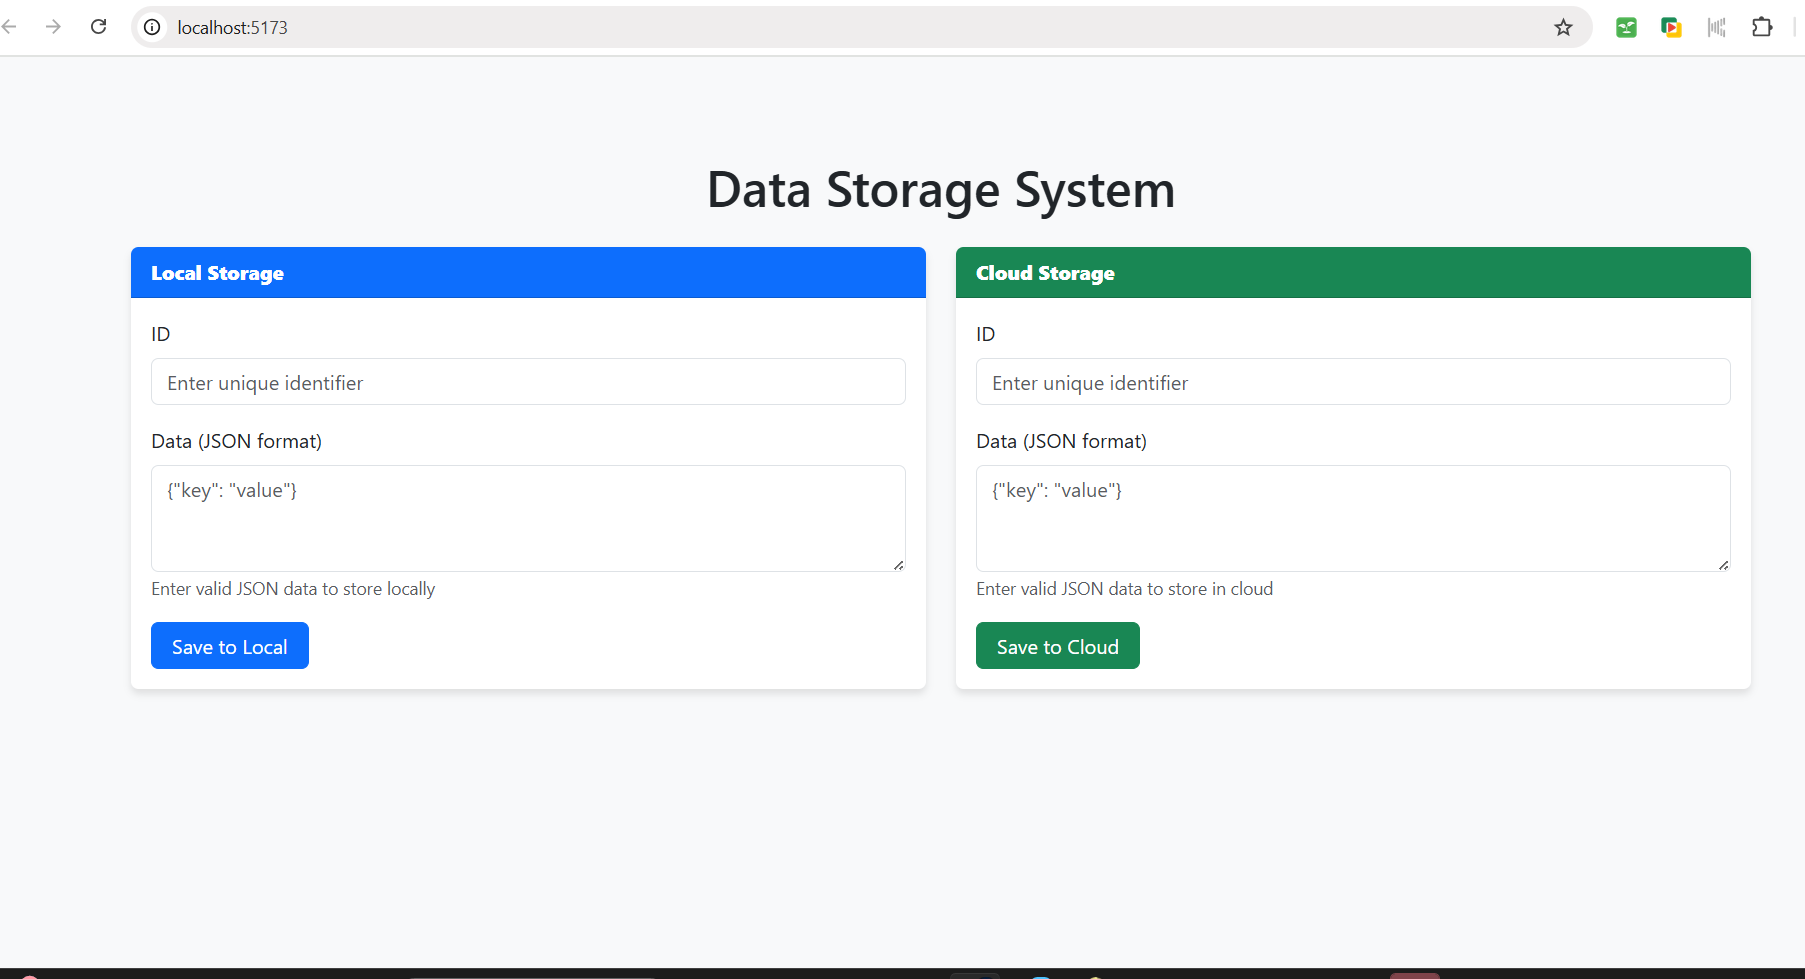 localhost:5173
Data Storage System
Local Storage
ID
Enter unique identifier
Data (JSON format)
{"key": "value"}
Enter valid JSON data to store locally
Save to Local
Cloud Storage
ID
Enter unique identifier
Data (JSON format)
{"key": "value"}
Enter valid JSON data to store in cloud
Save to Cloud